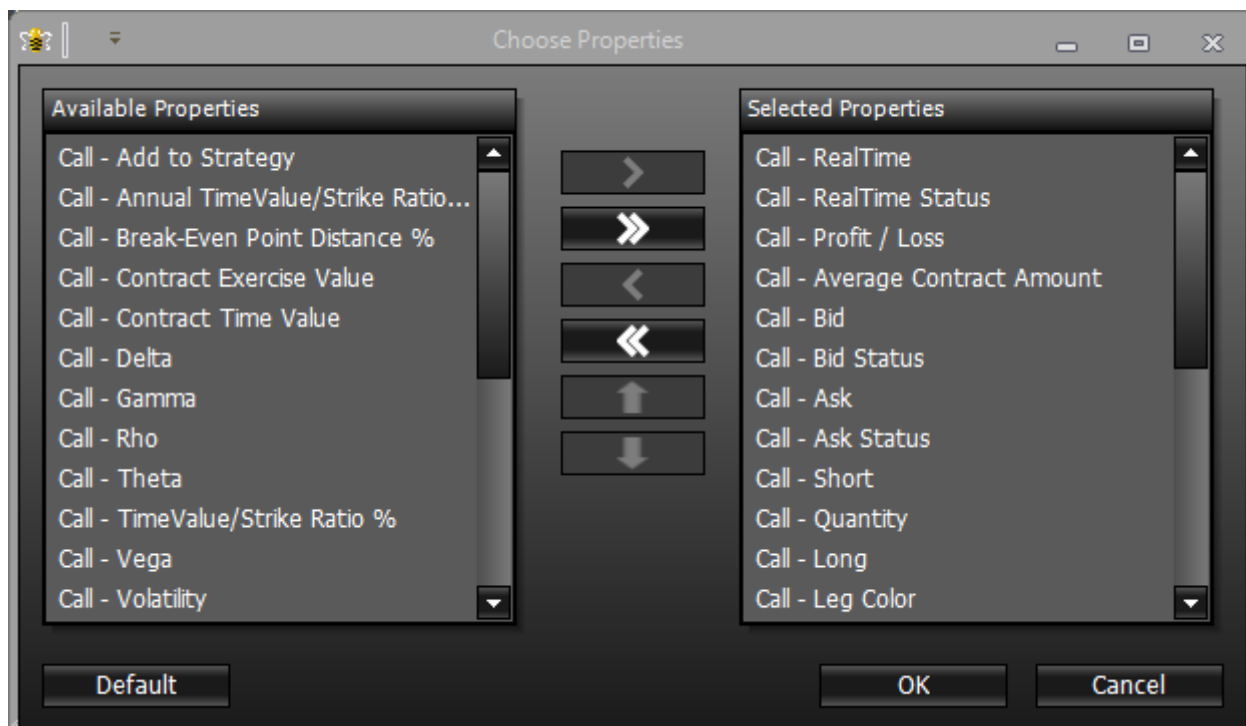 Choose Properties
Available Properties
Call - Add to Strategy
Call - Annual TimeValue/Strike Ratio...
Call - Break-Even Point Distance %
Call - Contract Exercise Value
Call - Contract Time Value
Call - Delta
Call - Gamma
Call - Rho
Call - Theta
Call - TimeValue/Strike Ratio %
Call - Vega
Call - Volatility
Selected Properties
Call - RealTime
Call - RealTime Status
Call - Profit / Loss
Call - Average Contract Amount
Call - Bid
Call - Bid Status
Call - Ask
Call - Ask Status
Call - Short
Call - Quantity
Call - Long
Call - Leg Color
Default
OK
Cancel